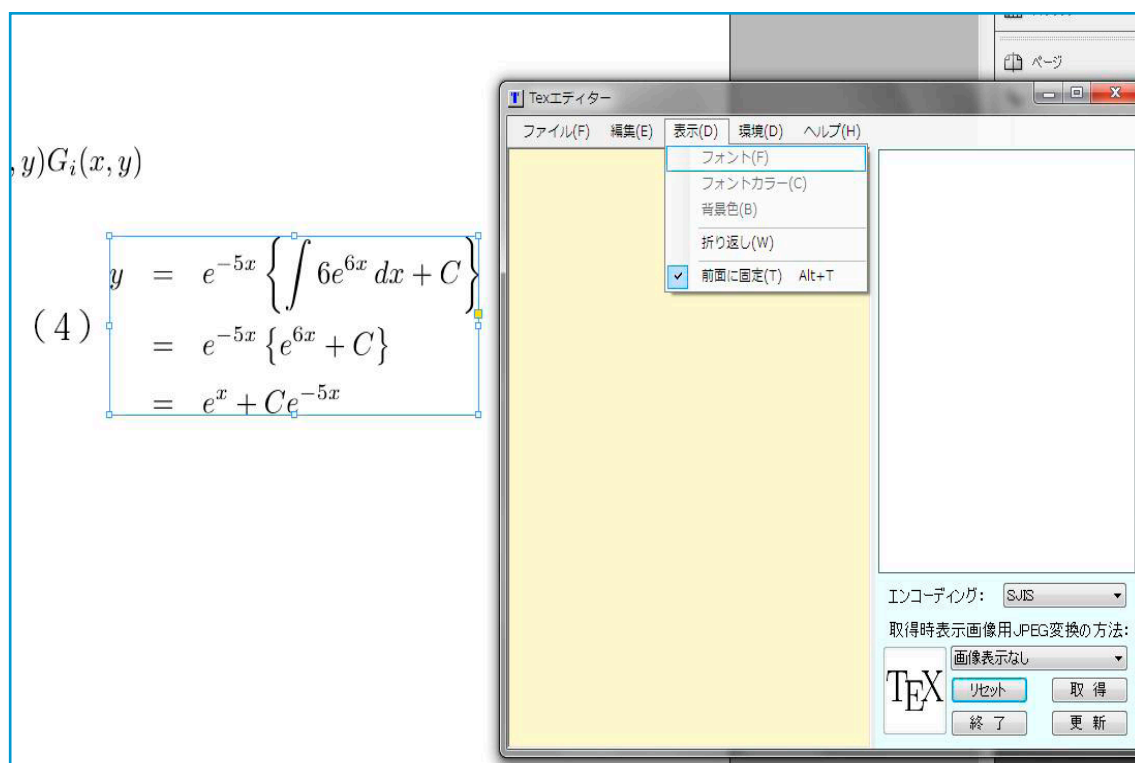 ページ
Texエディター
ファイル(F) 編集(E) 表示(D) 環境(D) ヘルプ(H)
フォント(F)
フォントカラー(C)
背景色(B)
折り返し(W)
前面に固定(T) Alt+T
, y)G_i(x, y)
(4)
y = e^{-5x} { ∫ 6e^{6x} dx + C }
= e^{-5x} {e^{6x} + C}
= e^x + Ce^{-5x}
エンコーディング: SJIS
取得時表示画像用JPEG変換の方法:
画像表示なし
TEX
リセット 取 得
終 了 更 新